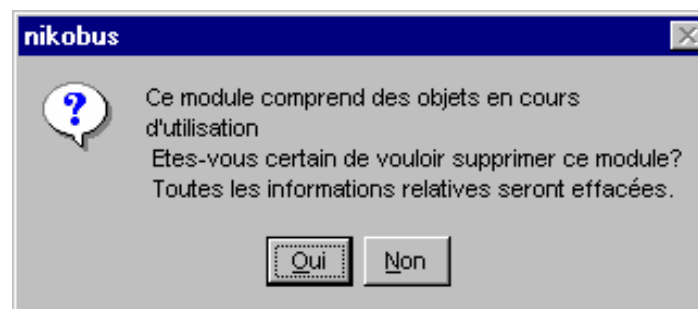 nikobus
Ce module comprend des objets en cours
d'utilisation
Etes-vous certain de vouloir supprimer ce module?
Toutes les informations relatives seront effacées.
Oui Non